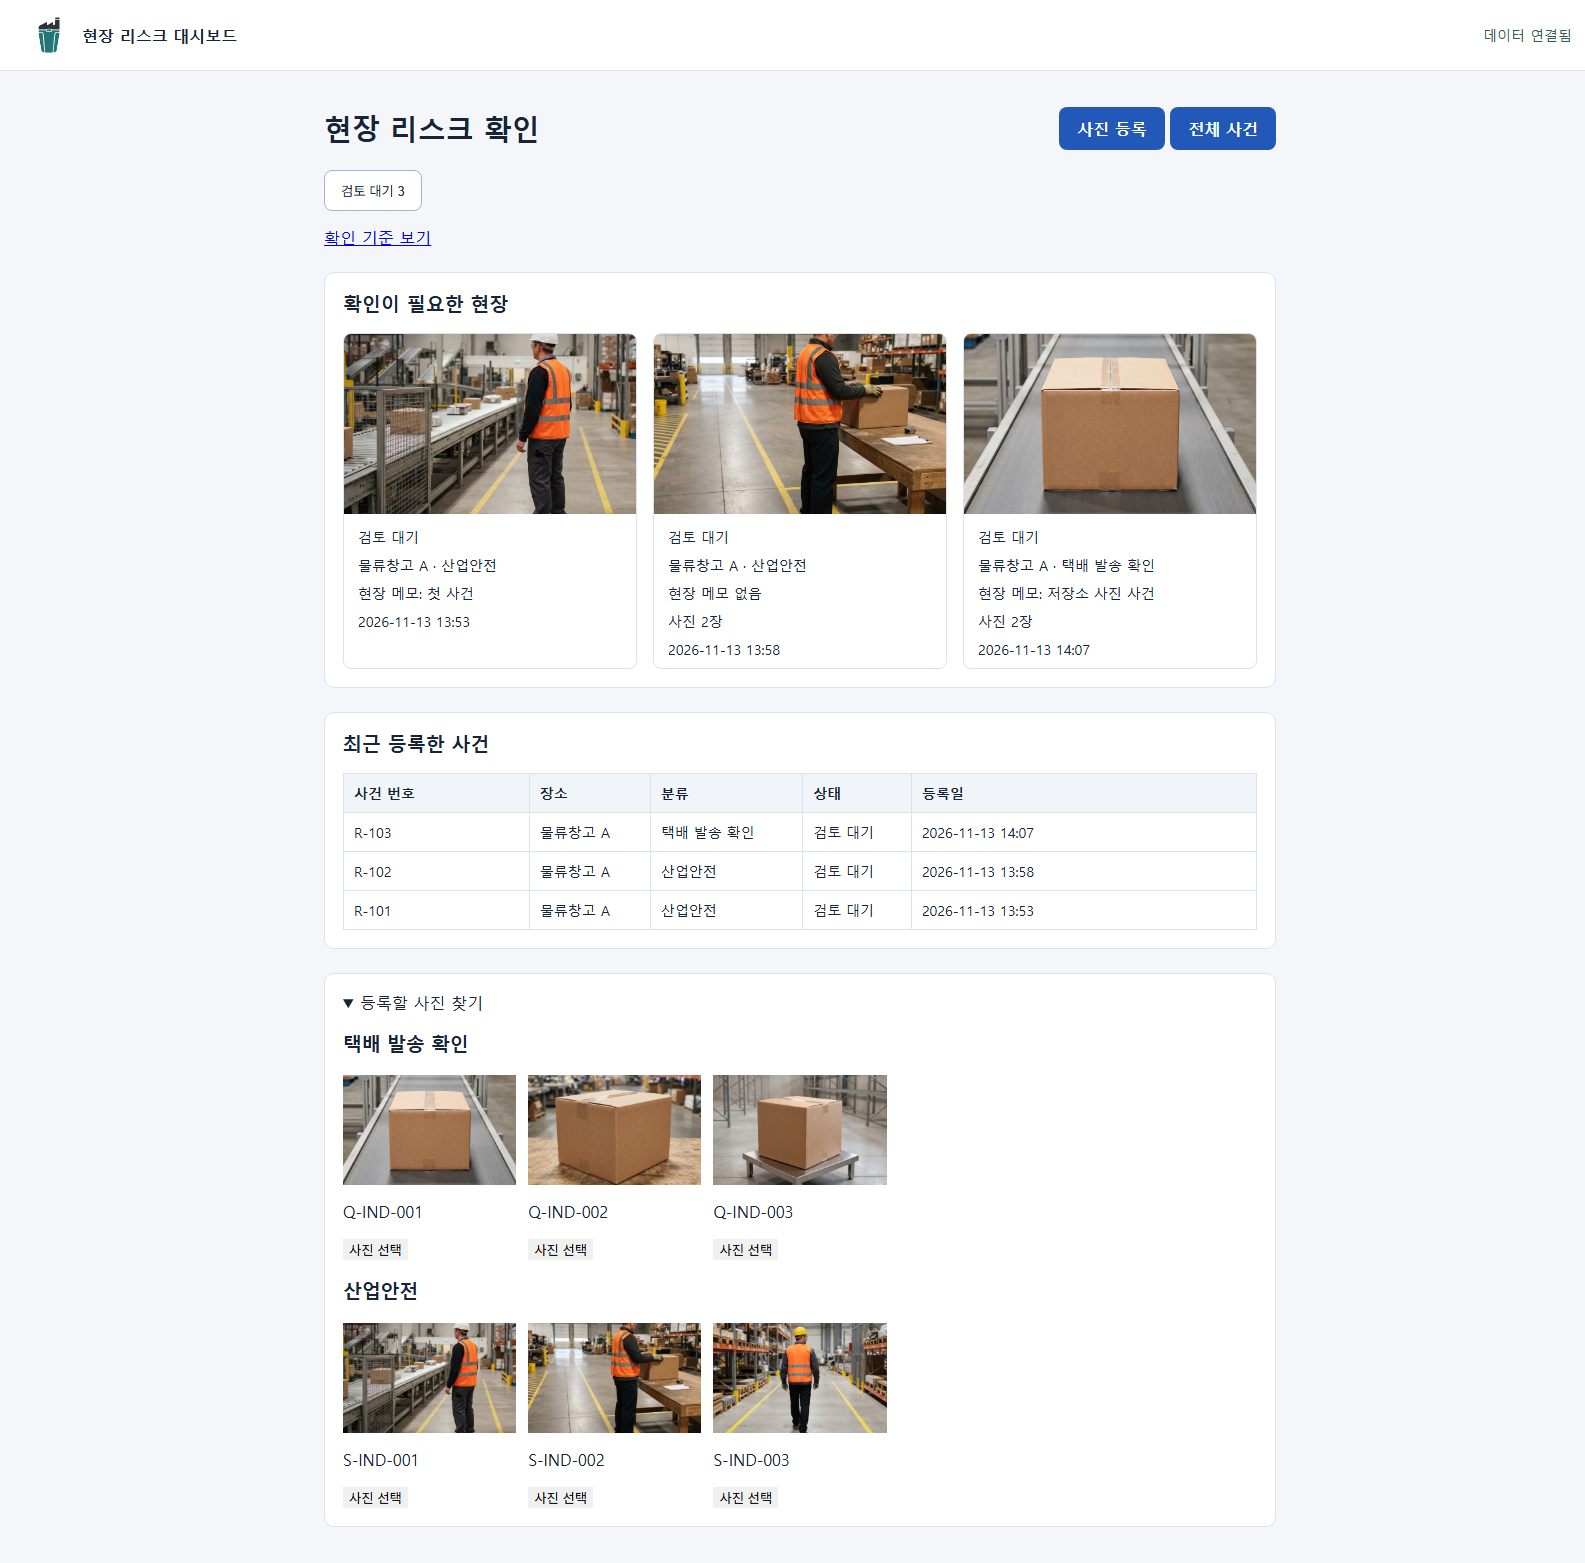 현장 리스크 대시보드
데이터 연결됨
현장 리스크 확인
사진 등록
전체 사건
검토 대기 3
확인 기준 보기
확인이 필요한 현장
검토 대기
물류창고 A · 산업안전
현장 메모: 첫 사건
2026-11-13 13:53
검토 대기
물류창고 A · 산업안전
현장 메모 없음
사진 2장
2026-11-13 13:58
검토 대기
물류창고 A · 택배 발송 확인
현장 메모: 저장소 사진 사건
사진 2장
2026-11-13 14:07
최근 등록한 사건
사건 번호 장소 분류 상태 등록일
R-103 물류창고 A 택배 발송 확인 검토 대기 2026-11-13 14:07
R-102 물류창고 A 산업안전 검토 대기 2026-11-13 13:58
R-101 물류창고 A 산업안전 검토 대기 2026-11-13 13:53
▼ 등록할 사진 찾기
택배 발송 확인
Q-IND-001 Q-IND-002 Q-IND-003
사진 선택 사진 선택 사진 선택
산업안전
S-IND-001 S-IND-002 S-IND-003
사진 선택 사진 선택 사진 선택